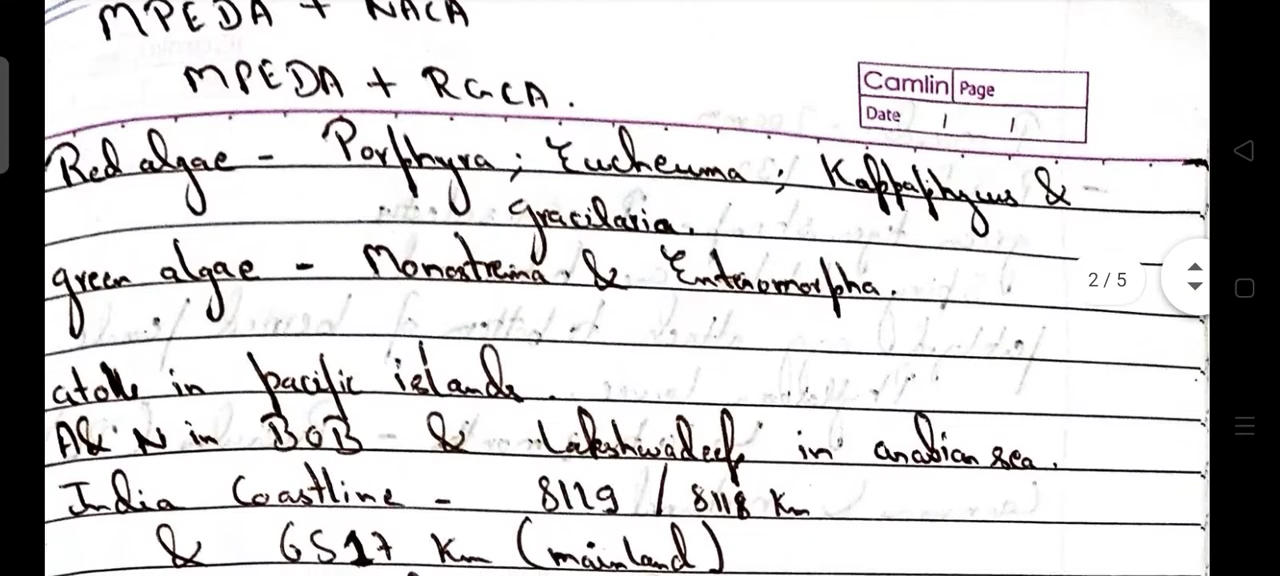 MPEDA + NACA
MPEDA + RGCA.
Camlin Page
Date / /
Red algae - Porphyra; Eucheuma; Kappaphycus &
gracilaria.
green algae - Monostroma & Enteromorpha.
2/5
atolls in pacific islands.
A& N in BOB & Lakshwadeep in arabian sea.
India Coastline - 8119 / 8118 Km
& 6517 Km (mainland)